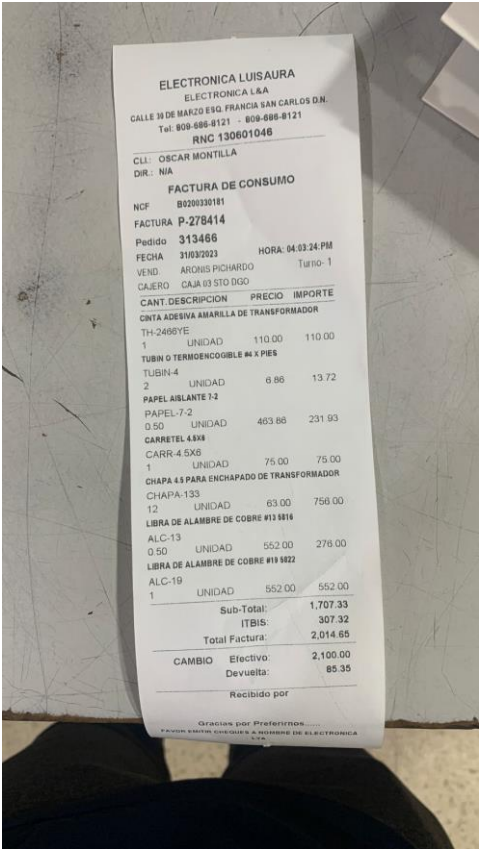 ELECTRONICA LUISAURA
ELECTRONICA L&A
CALLE 30 DE MARZO ESQ. FRANCIA SAN CARLOS D.N.
Tel: 809-686-8121 - 809-686-8121
RNC 130601046
CLI.: OSCAR MONTILLA
DIR.: N/A
FACTURA DE CONSUMO
NCF B0200330181
FACTURA P-278414
Pedido 313466
FECHA 31/03/2023 HORA: 04:03:24:PM
VEND. ARONIS PICHARDO Turno- 1
CAJERO CAJA 03 STO DGO
CANT. DESCRIPCION PRECIO IMPORTE
CINTA ADESIVA AMARILLA DE TRANSFORMADOR
TH-2466YE
1 UNIDAD 110.00 110.00
TUBIN O TERMOENCOGIBLE #4 X PIES
TUBIN-4
2 UNIDAD 6.86 13.72
PAPEL AISLANTE 7-2
PAPEL-7-2
0.50 UNIDAD 463.86 231.93
CARRETEL 4.5X6
CARR-4.5X6
1 UNIDAD 75.00 75.00
CHAPA 4.5 PARA ENCHAPADO DE TRANSFORMADOR
CHAPA-133
12 UNIDAD 63.00 756.00
LIBRA DE ALAMBRE DE COBRE #13 5816
ALC-13
0.50 UNIDAD 552.00 276.00
LIBRA DE ALAMBRE DE COBRE #19 5822
ALC-19
1 UNIDAD 552.00 552.00
Sub-Total: 1,707.33
ITBIS: 307.32
Total Factura: 2,014.65
CAMBIO Efectivo: 2,100.00
Devuelta: 85.35
Recibido por
Gracias por Preferirnos......
FAVOR EMITIR CHEQUES A NOMBRE DE ELECTRONICA